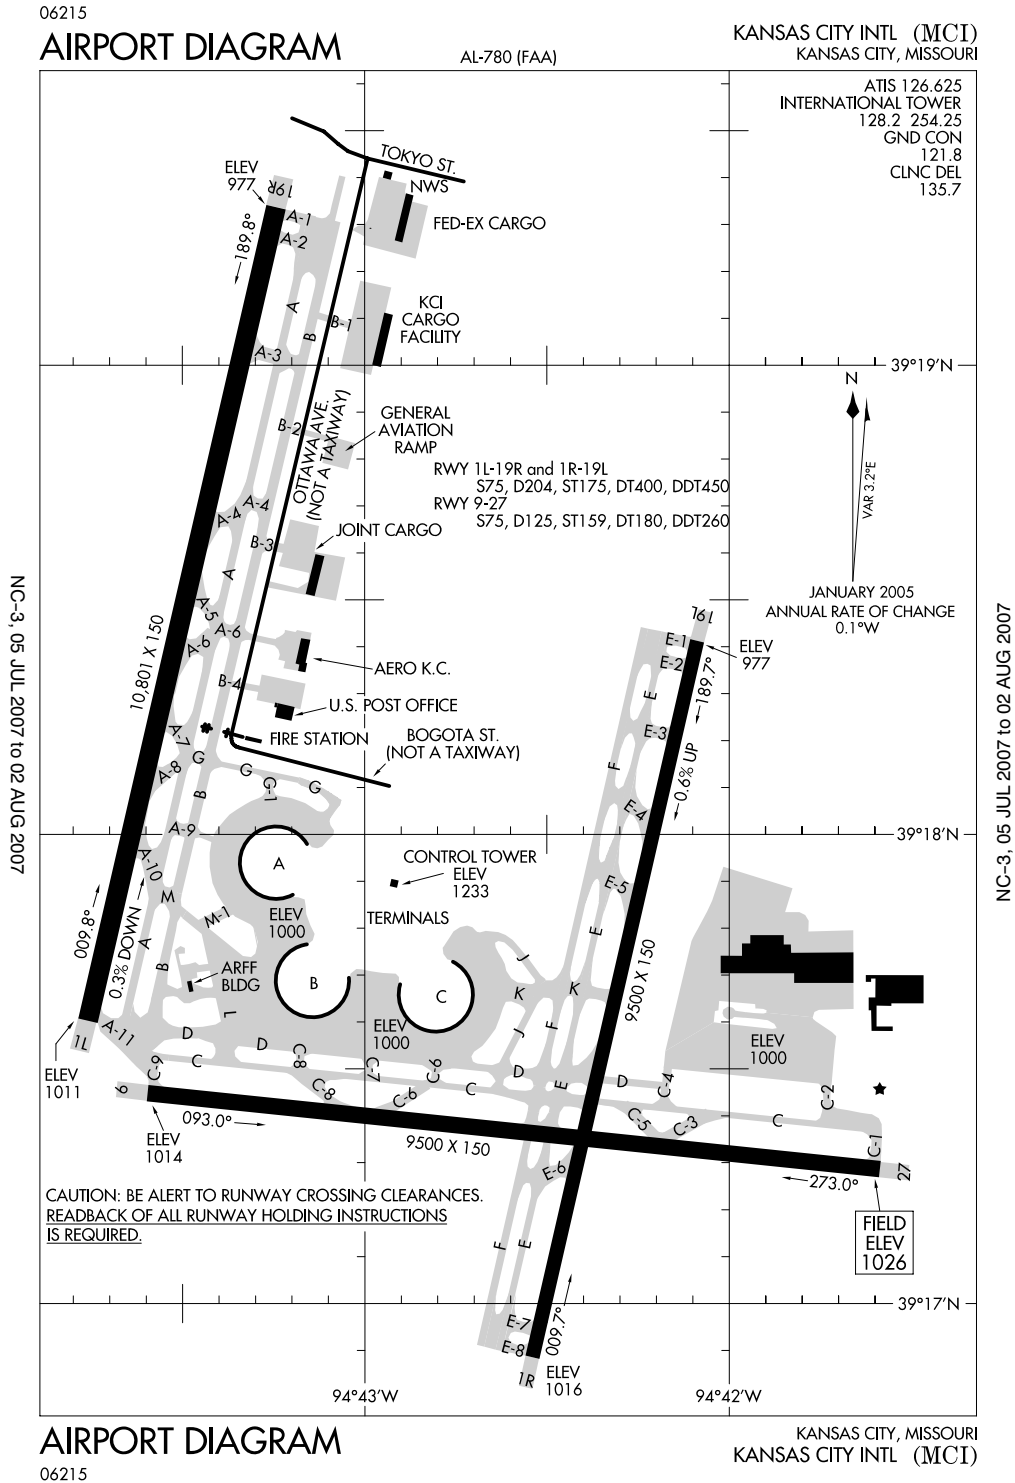 06215
AIRPORT DIAGRAM
AL-780 (FAA)
KANSAS CITY INTL (MCI)
KANSAS CITY, MISSOURI
ATIS 126.625
INTERNATIONAL TOWER
128.2 254.25
GND CON
121.8
CLNC DEL
135.7
TOKYO ST.
ELEV
977
19R
NWS
A-1
FED-EX CARGO
A-2
189.8°
A
KCI
CARGO
FACILITY
B-1
B
A-3
39°19'N
N
VAR 3.2°E
OTTAWA AVE.
(NOT A TAXIWAY)
B-2
GENERAL
AVIATION
RAMP
RWY 1L-19R and 1R-19L
S75, D204, ST175, DT400, DDT450
RWY 9-27
S75, D125, ST159, DT180, DDT260
A-4
A-4
JOINT CARGO
B-3
A
JANUARY 2005
ANNUAL RATE OF CHANGE
0.1°W
NC-3, 05 JUL 2007 to 02 AUG 2007
NC-3, 05 JUL 2007 to 02 AUG 2007
10,801 X 150
A-5
A-6
A-6
19L
E-1
ELEV
977
E-2
189.7°
AERO K.C.
B-4
E
U.S. POST OFFICE
A-7
FIRE STATION
BOGOTA ST.
(NOT A TAXIWAY)
E-3
0.6% UP
G
A-8
G
G-1
G
F
B
E-4
A-9
39°18'N
A-10
A
CONTROL TOWER
ELEV
1233
E-5
M
M-1
ELEV
1000
TERMINALS
009.8°
0.3% DOWN
A
B
ARFF
BLDG
E
J
B
C
K
K
9500 X 150
L
J
F
A-11
D
D
ELEV
1000
ELEV
1000
1L
C-9
C
C-8
C-7
C-6
D
D
C-4
ELEV
1011
C-8
C-6
C
E
C-2
9
C-5
C-3
C
093.0°
ELEV
1014
9500 X 150
C-1
E-6
27
273.0°
CAUTION: BE ALERT TO RUNWAY CROSSING CLEARANCES.
READBACK OF ALL RUNWAY HOLDING INSTRUCTIONS
IS REQUIRED.
FIELD
ELEV
1026
F
E
39°17'N
E-7
009.7°
E-8
1R
ELEV
1016
94°43'W
94°42'W
AIRPORT DIAGRAM
06215
KANSAS CITY, MISSOURI
KANSAS CITY INTL (MCI)